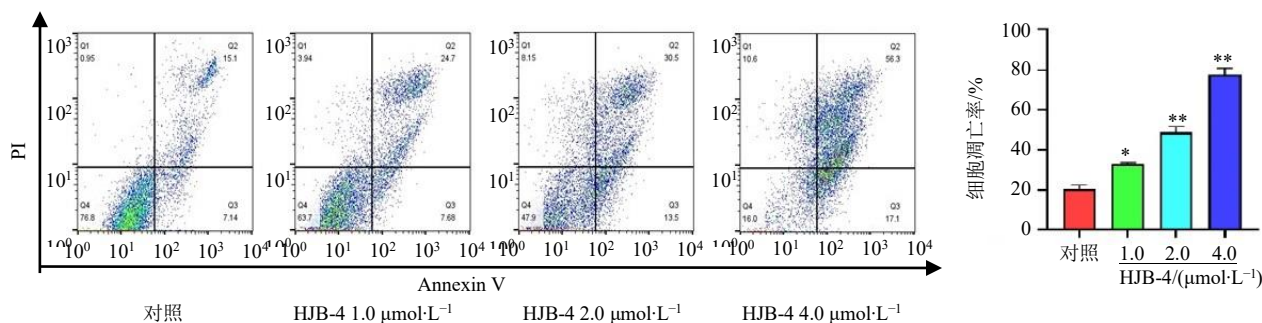 PI
10³
10²
10¹
10⁰
Q1
0.95
Q2
15.1
Q4
76.8
Q3
7.14
10⁰ 10¹ 10² 10³ 10⁴
10³
10²
10¹
10⁰
Q1
3.94
Q2
24.7
Q4
63.7
Q3
7.68
10⁰ 10¹ 10² 10³ 10⁴
10³
10²
10¹
10⁰
Q1
8.15
Q2
30.5
Q4
47.9
Q3
13.5
10⁰ 10¹ 10² 10³ 10⁴
10³
10²
10¹
10⁰
Q1
10.6
Q2
56.3
Q4
16.0
Q3
17.1
10⁰ 10¹ 10² 10³ 10⁴
Annexin V
对照 HJB-4 1.0 μmol·L⁻¹ HJB-4 2.0 μmol·L⁻¹ HJB-4 4.0 μmol·L⁻¹
细胞凋亡率/%
100
80
60
40
20
0
*
**
**
对照 1.0 2.0 4.0
HJB-4/(μmol·L⁻¹)